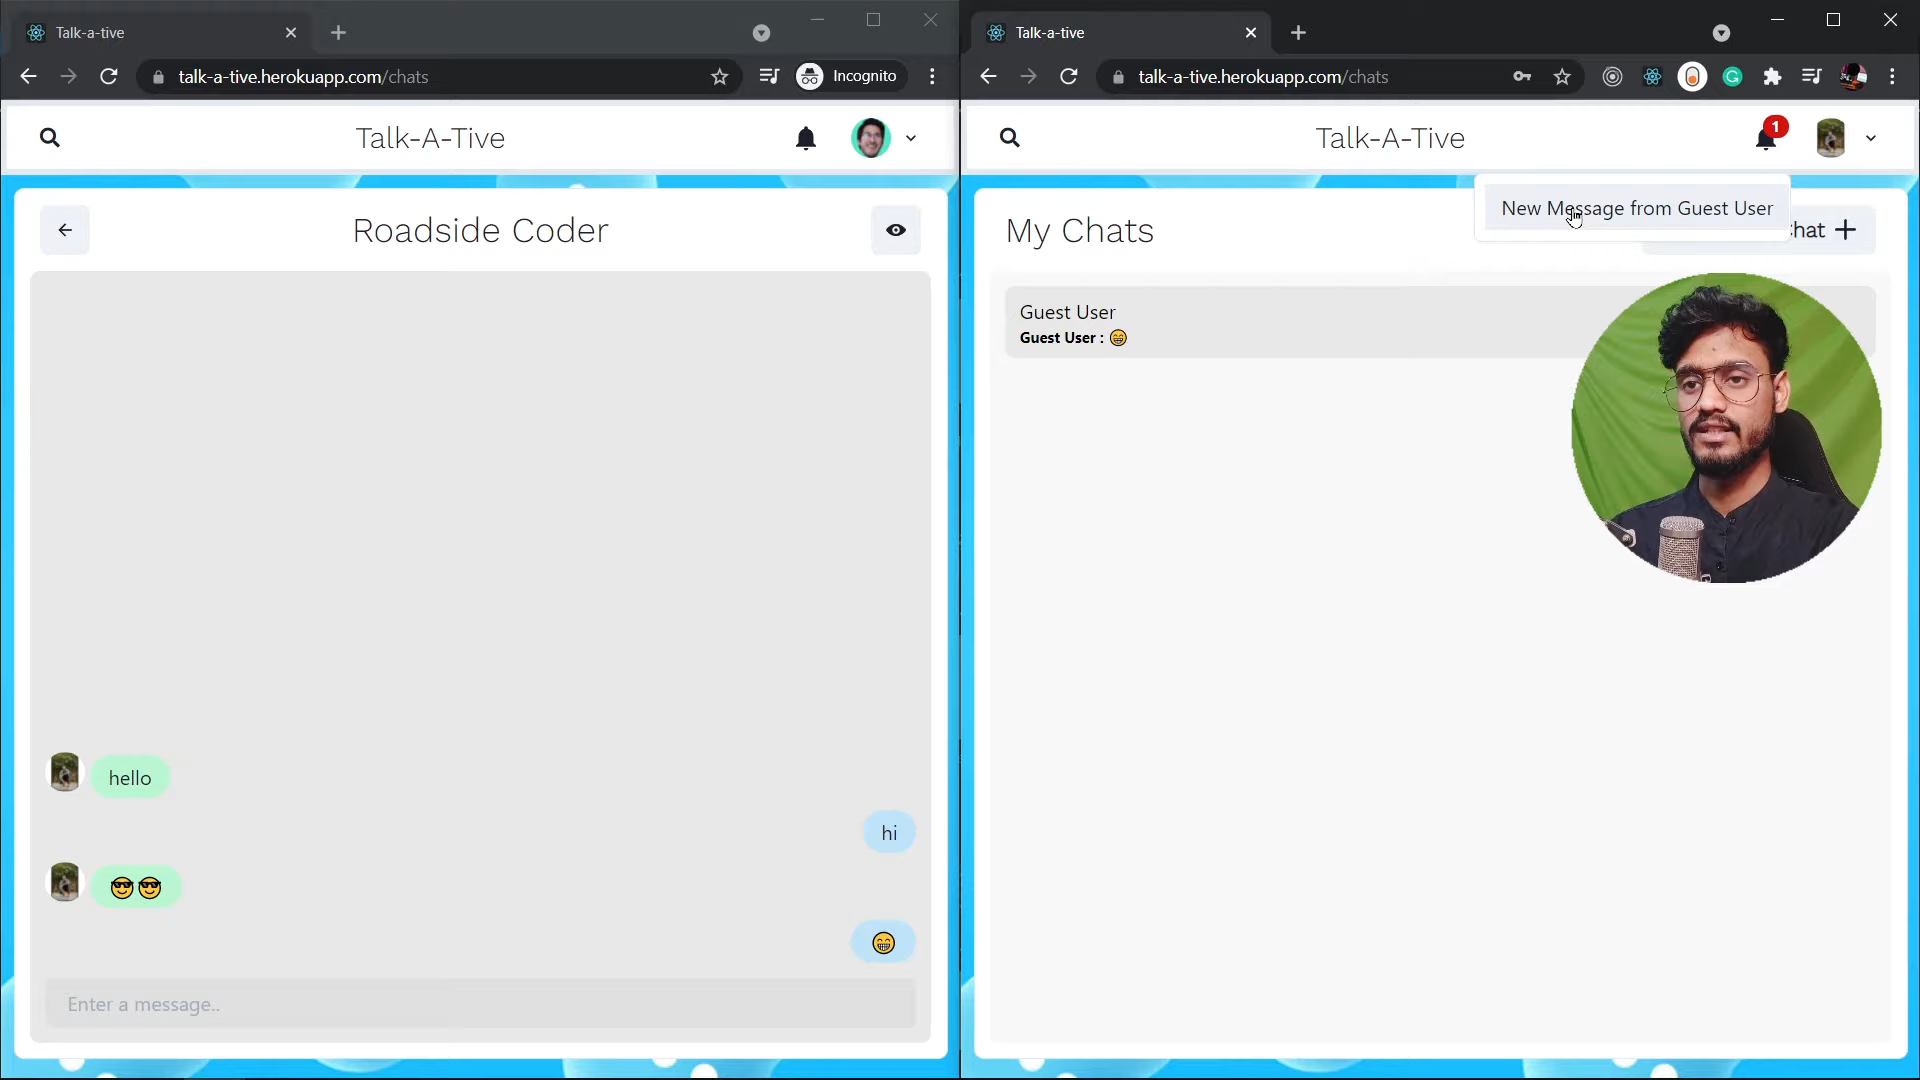 Talk-a-tive
talk-a-tive.herokuapp.com/chats
Incognito
Talk-A-Tive
Roadside Coder
hello
hi
😎😎
😁
Enter a message..
Talk-a-tive
talk-a-tive.herokuapp.com/chats
Talk-A-Tive
1
New Message from Guest User
My Chats
hat +
Guest User
Guest User : 😁